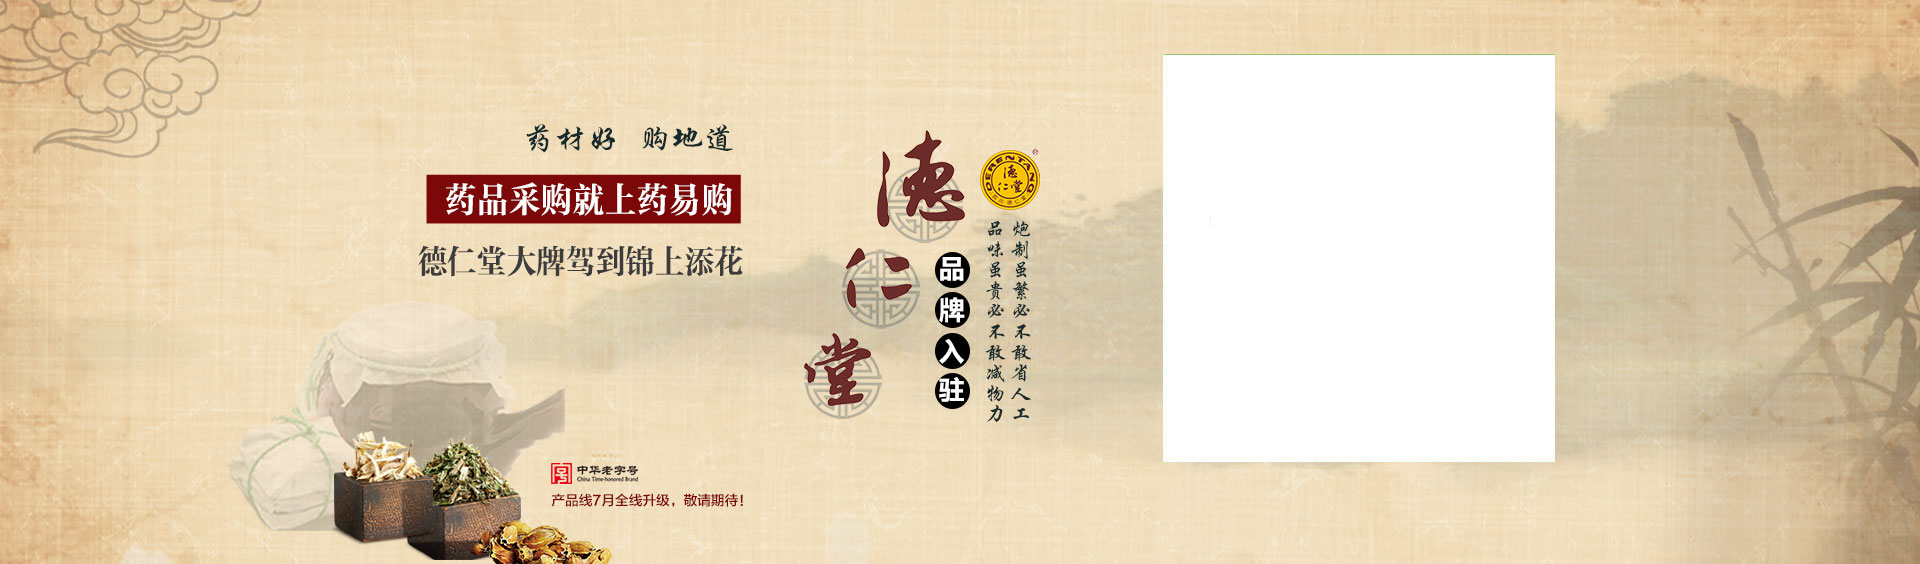 药材好 购地道
药品采购就上药易购
德仁堂大牌驾到锦上添花
中华老字号
China Time-honored Brand
产品线7月全线升级，敬请期待！
德仁堂
品牌入驻
DERENTANG
德仁堂
炮制虽繁必不敢省人工
品味虽贵必不敢减物力